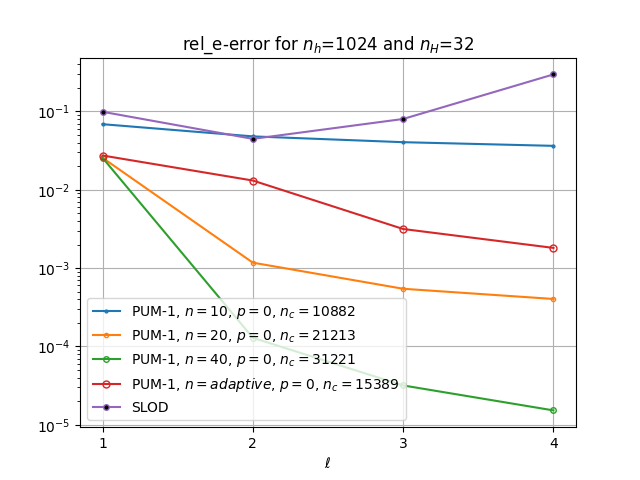 rel_e-error for $n_h$=1024 and $n_H$=32
$10^{-1}$
$10^{-2}$
$10^{-3}$
$10^{-4}$
$10^{-5}$
PUM-1, $n = 10$, $p = 0$, $n_c = 10882$
PUM-1, $n = 20$, $p = 0$, $n_c = 21213$
PUM-1, $n = 40$, $p = 0$, $n_c = 31221$
PUM-1, $n = adaptive$, $p = 0$, $n_c = 15389$
SLOD
1 2 3 4
ℓ